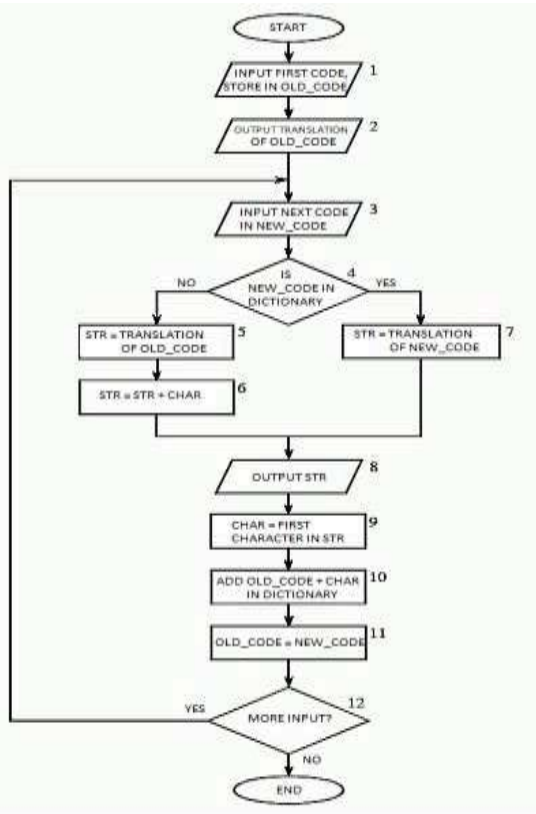 START
1
INPUT FIRST CODE,
STORE IN OLD_CODE
2
OUTPUT TRANSLATION
OF OLD_CODE
3
INPUT NEXT CODE
IN NEW_CODE
4
IS
NEW_CODE IN
DICTIONARY
NO
YES
5
STR = TRANSLATION
OF OLD_CODE
7
STR = TRANSLATION
OF NEW_CODE
6
STR = STR + CHAR
8
OUTPUT STR
9
CHAR = FIRST
CHARACTER IN STR
10
ADD OLD_CODE + CHAR
IN DICTIONARY
11
OLD_CODE = NEW_CODE
12
YES
MORE INPUT?
NO
END